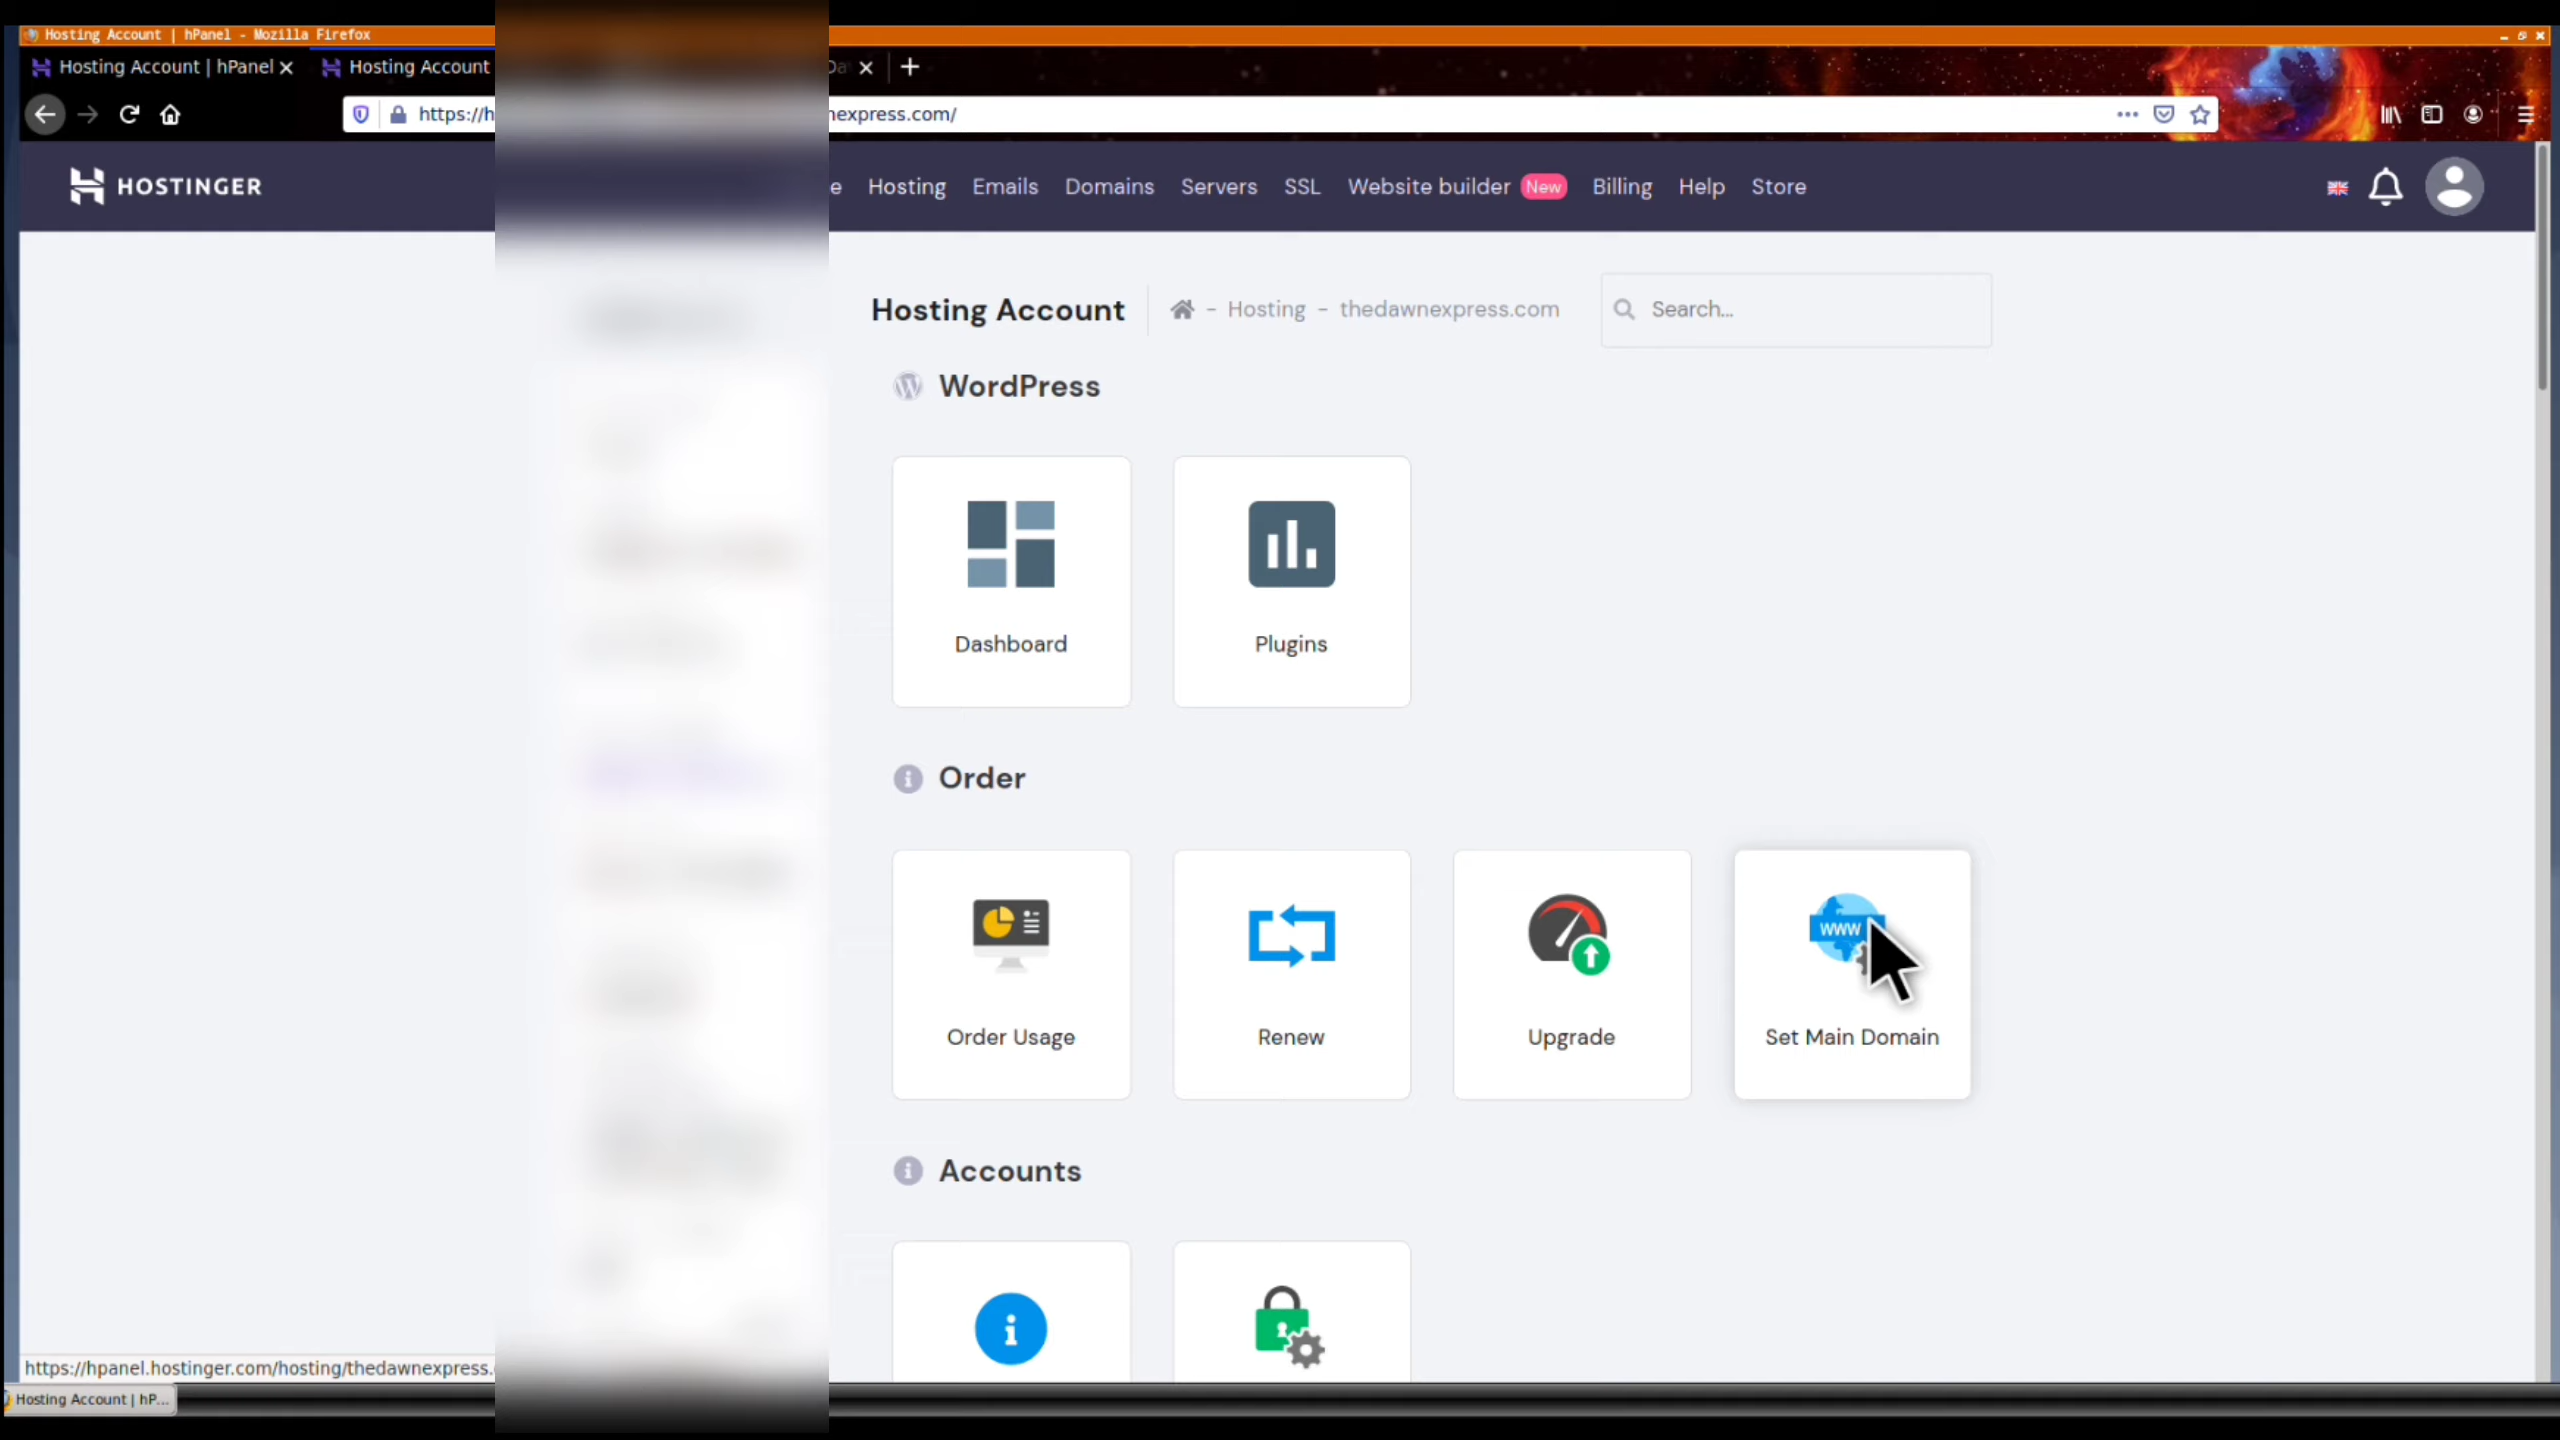 Hosting Account | hPanel - Mozilla Firefox
Hosting Account | hPanel
Hosting Account
https://h
nexpress.com/
HOSTINGER
e Hosting Emails Domains Servers SSL Website builder New Billing Help Store
Hosting Account
- Hosting - thedawnexpress.com
Search...
WordPress
Dashboard
Plugins
Order
WWW
Order Usage
Renew
Upgrade
Set Main Domain
Accounts
https://hpanel.hostinger.com/hosting/thedawnexpress.
Hosting Account | hP...